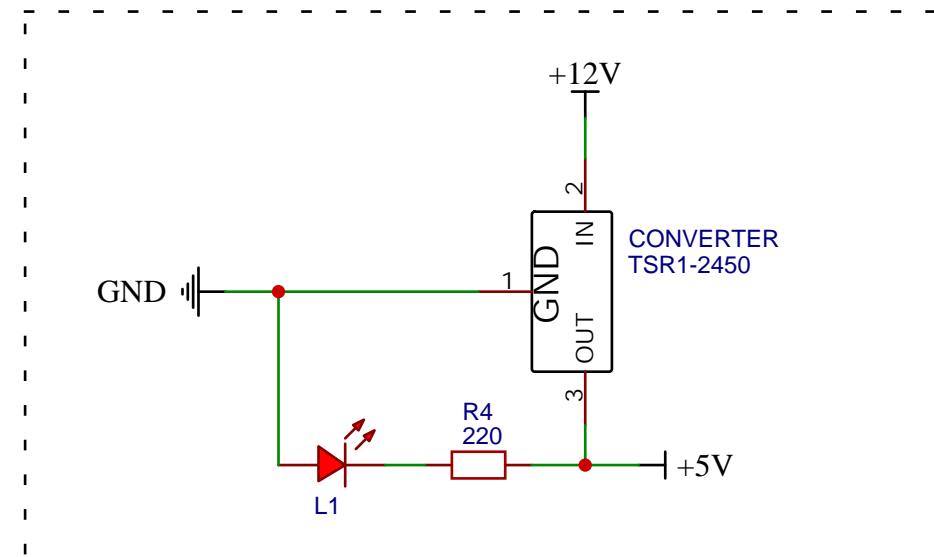 +12V
2
IN
CONVERTER
TSR1-2450
GND
1
GND
OUT
3
R4
220
+5V
L1